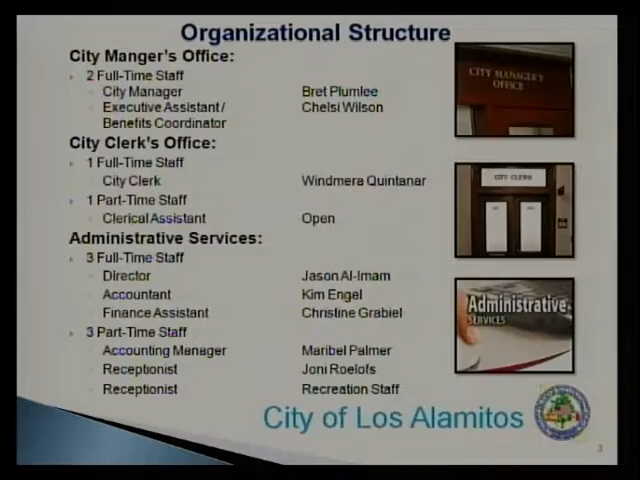 Organizational Structure
City Manger's Office:
2 Full-Time Staff
City Manager Bret Plumlee
Executive Assistant/ Chelsi Wilson
Benefits Coordinator
CITY MANAGER'S
OFFICE
City Clerk's Office:
1 Full-Time Staff
City Clerk Windmera Quintanar
1 Part-Time Staff
Clerical Assistant Open
CITY CLERK
Administrative Services:
3 Full-Time Staff
Director Jason Al-Imam
Accountant Kim Engel
Finance Assistant Christine Grabiel
3 Part-Time Staff
Accounting Manager Maribel Palmer
Receptionist Joni Roelofs
Receptionist Recreation Staff
Administrative
SERVICES
City of Los Alamitos
3